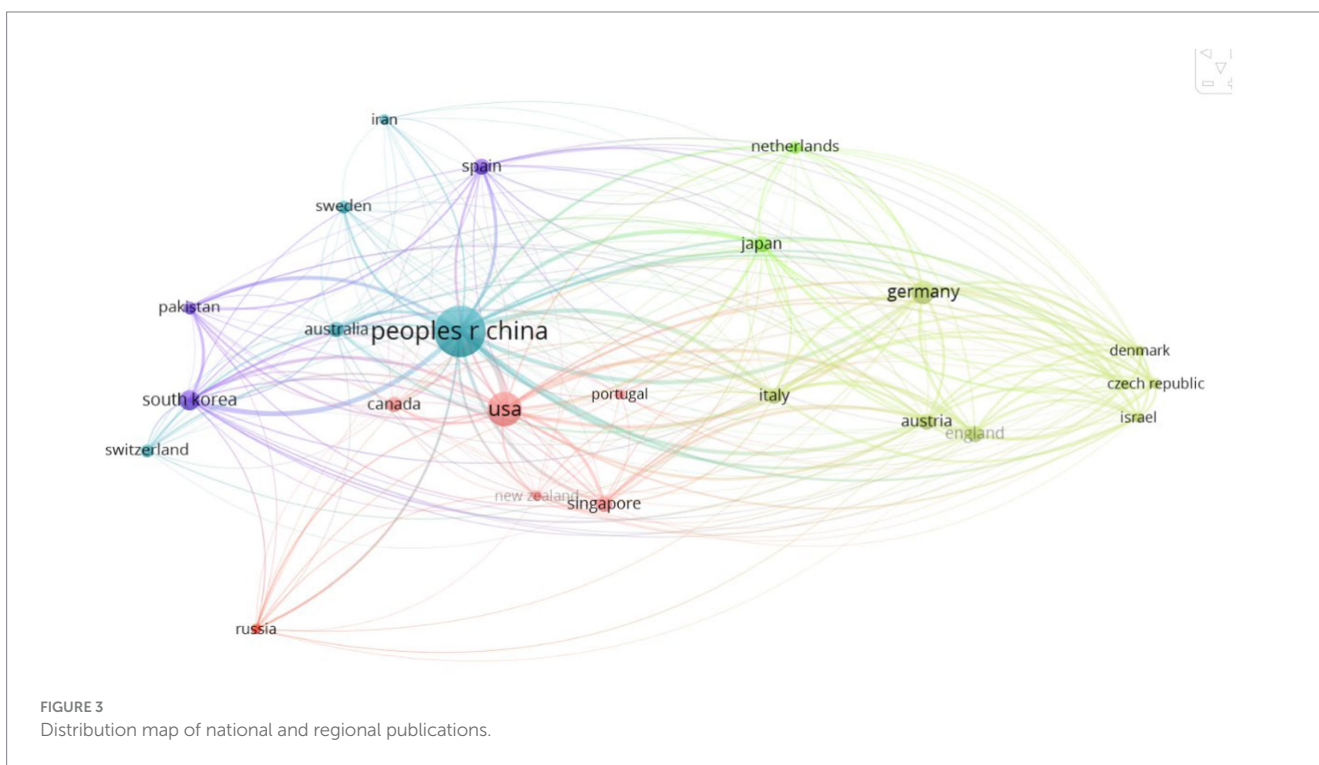 iran
spain
netherlands
sweden
japan
germany
pakistan
australia
peoples r china
denmark
czech republic
portugal
italy
south korea
canada
usa
israel
austria
england
switzerland
new zealand
singapore
russia
FIGURE 3
Distribution map of national and regional publications.